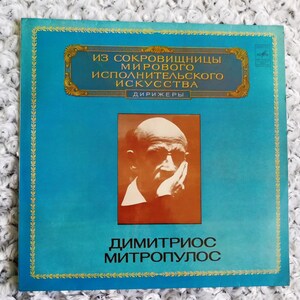 ИЗ СОКРОВИЩНИЦЫ
МИРОВОГО
ИСПОЛНИТЕЛЬСКОГО
ИСКУССТВА
ДИРИЖЕРЫ
ДИМИТРИОС
МИТРОПУЛОС